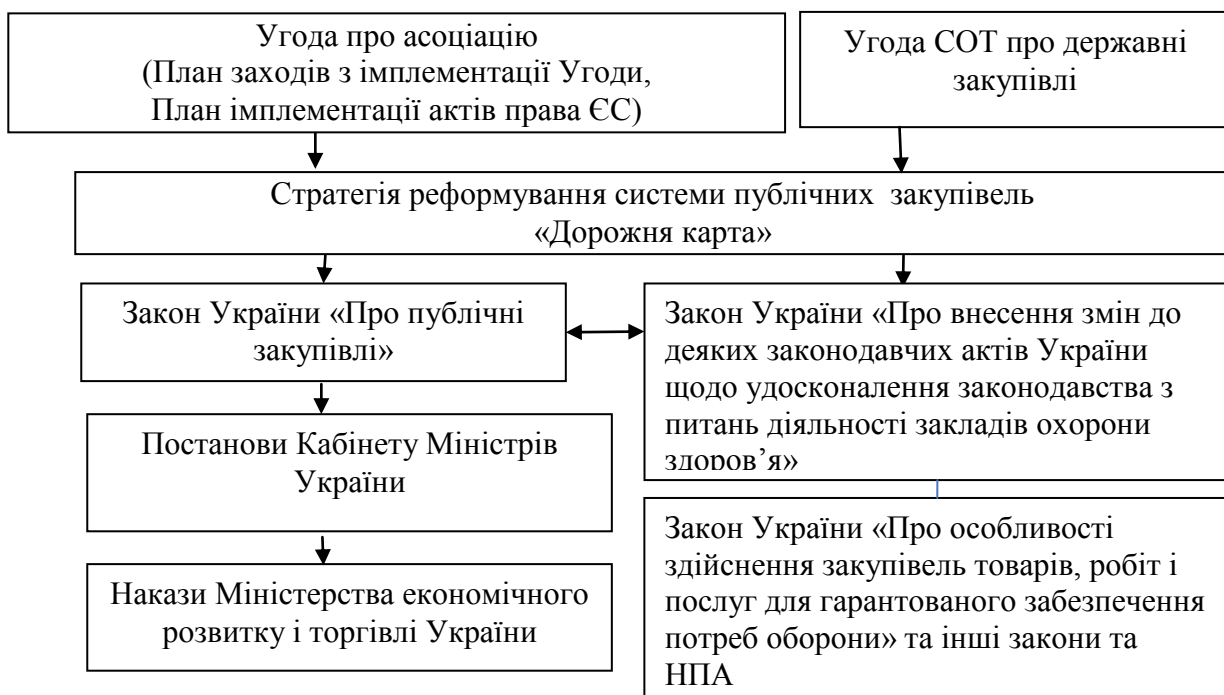 Угода про асоціацію
(План заходів з імплементації Угоди,
План імплементації актів права ЄС)
Угода СОТ про державні
закупівлі
Стратегія реформування системи публічних закупівель
«Дорожня карта»
Закон України «Про публічні
закупівлі»
Закон України «Про внесення змін до
деяких законодавчих актів України
щодо удосконалення законодавства з
питань діяльності закладів охорони
здоров’я»
Постанови Кабінету Міністрів
України
Накази Міністерства економічного
розвитку і торгівлі України
Закон України «Про особливості
здійснення закупівель товарів, робіт і
послуг для гарантованого забезпечення
потреб оборони» та інші закони та
НПА